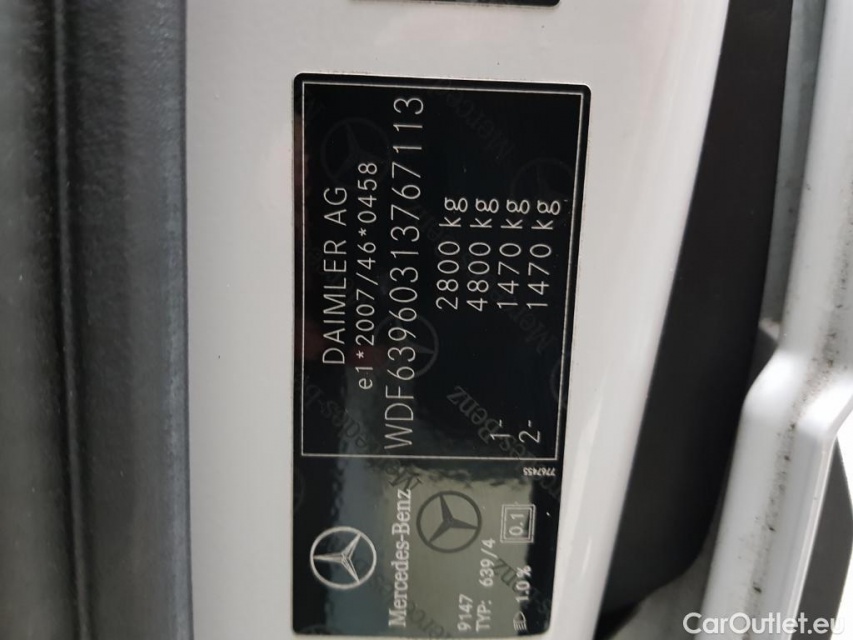 DAIMLER AG
e1*2007/46*0458
WDF63960313767113
2800 kg
4800 kg
1- 1470 kg
2- 1470 kg
7767455
Mercedes-Benz
9147
TYP: 639/4
0.1
1.0 %
CarOutlet.eu